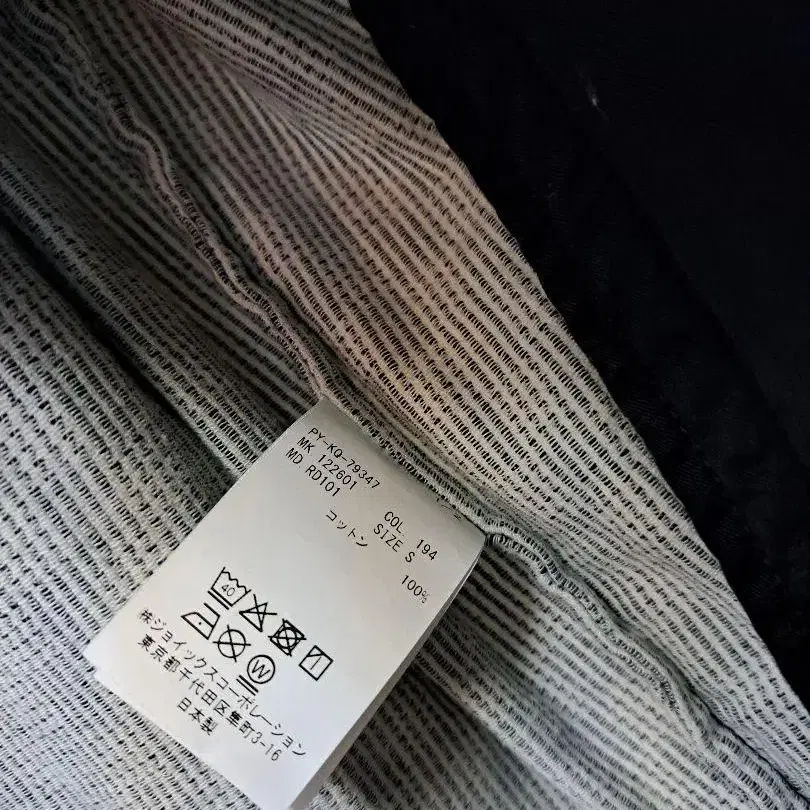 PY-KQ-79347
MK 122601 COL 194
MD RD101 SIZE S
コットン 100%
40
W
㈱ジョイックスコーポレーション
東京都千代田区麴町3-16
日本製